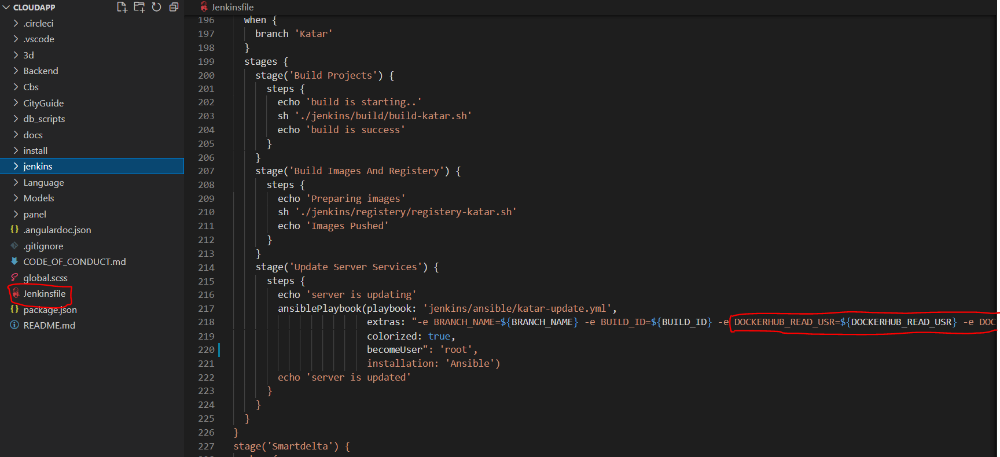 CLOUDAPP
.circleci
.vscode
3d
Backend
Cbs
CityGuide
db_scripts
docs
install
jenkins
Language
Models
panel
{} .angulardoc.json
.gitignore
CODE_OF_CONDUCT.md
global.scss
Jenkinsfile
{} package.json
README.md
Jenkinsfile
196 when {
197 branch 'Katar'
198 }
199 stages {
200 stage('Build Projects') {
201 steps {
202 echo 'build is starting..'
203 sh './jenkins/build/build-katar.sh'
204 echo 'build is success'
205 }
206 }
207 stage('Build Images And Registery') {
208 steps {
209 echo 'Preparing images'
210 sh './jenkins/registery/registery-katar.sh'
211 echo 'Images Pushed'
212 }
213 }
214 stage('Update Server Services') {
215 steps {
216 echo 'server is updating'
217 ansiblePlaybook(playbook: 'jenkins/ansible/katar-update.yml',
218 extras: "-e BRANCH_NAME=${BRANCH_NAME} -e BUILD_ID=${BUILD_ID} -e DOCKERHUB_READ_USR=${DOCKERHUB_READ_USR} -e DOC
219 colorized: true,
220 becomeUser": 'root',
221 installation: 'Ansible')
222 echo 'server is updated'
223 }
224 }
225 }
226 }
227 stage('Smartdelta') {